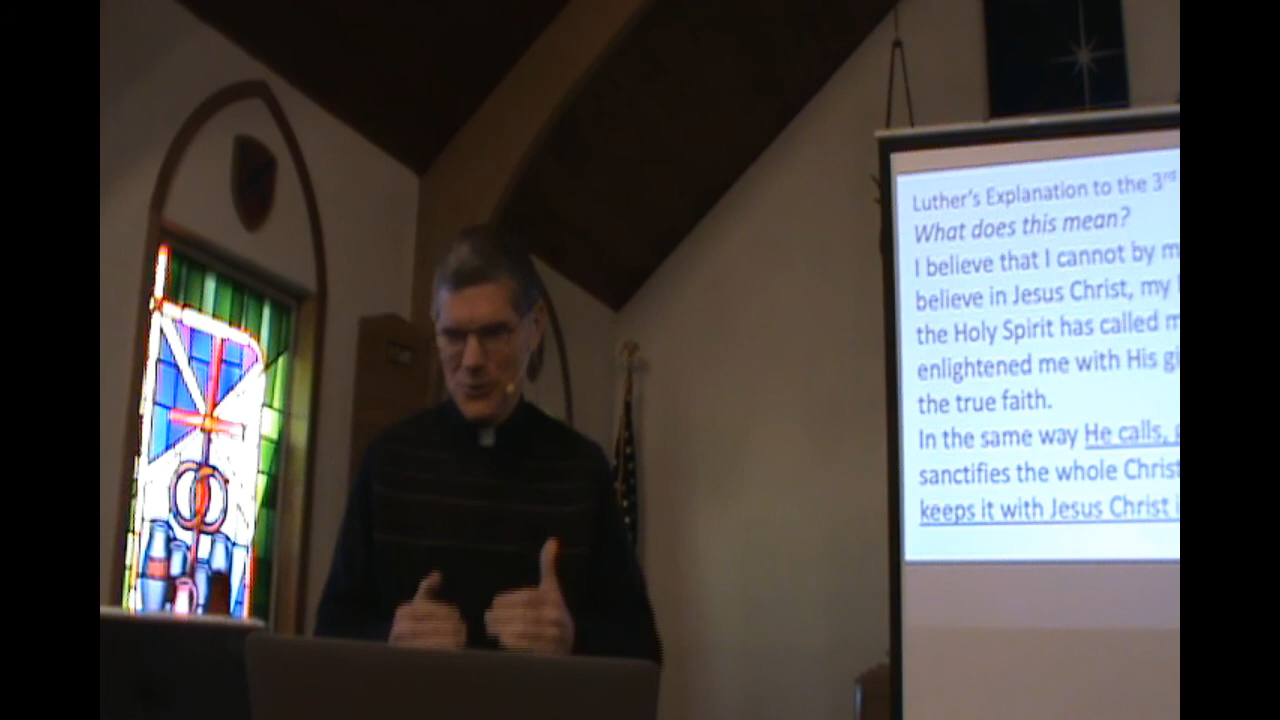 Luther's Explanation to the 3rd
What does this mean?
I believe that I cannot by m
believe in Jesus Christ, my
the Holy Spirit has called m
enlightened me with His gi
the true faith.
In the same way He calls,
sanctifies the whole Christ
keeps it with Jesus Christ i